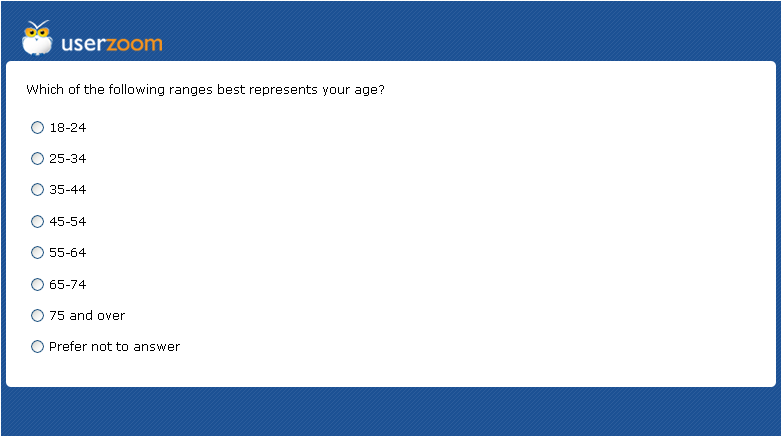 userzoom
Which of the following ranges best represents your age?
18-24
25-34
35-44
45-54
55-64
65-74
75 and over
Prefer not to answer